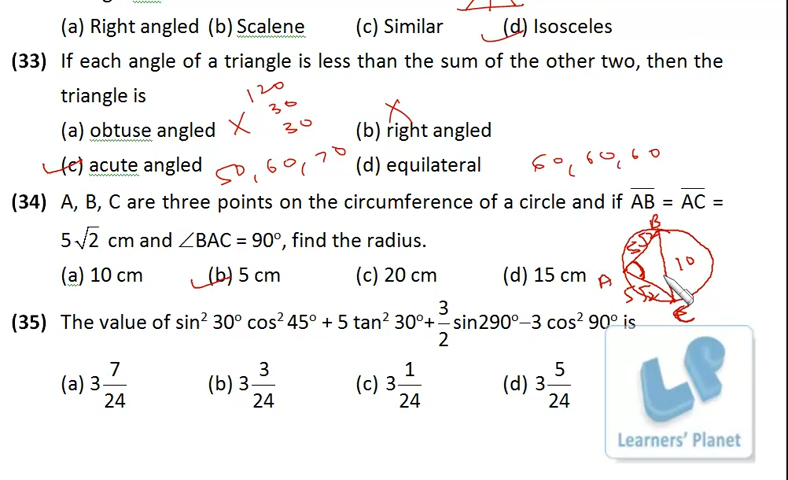 (a) Right angled (b) Scalene (c) Similar (d) Isosceles
(33) If each angle of a triangle is less than the sum of the other two, then the
triangle is
120
30
30
(a) obtuse angled X (b) right angled X
(c) acute angled 50, 60, 70 (d) equilateral 60, 60, 60
(34) A, B, C are three points on the circumference of a circle and if AB = AC =
5√2 cm and ∠BAC = 90°, find the radius.
(a) 10 cm (b) 5 cm (c) 20 cm (d) 15 cm
B
A
10
5√2
(35) The value of sin² 30° cos² 45° + 5 tan² 30°+ 3/2 sin290°−3 cos² 90° is
(a) 3 7/24 (b) 3 3/24 (c) 3 1/24 (d) 3 5/24
LP
Learners' Planet